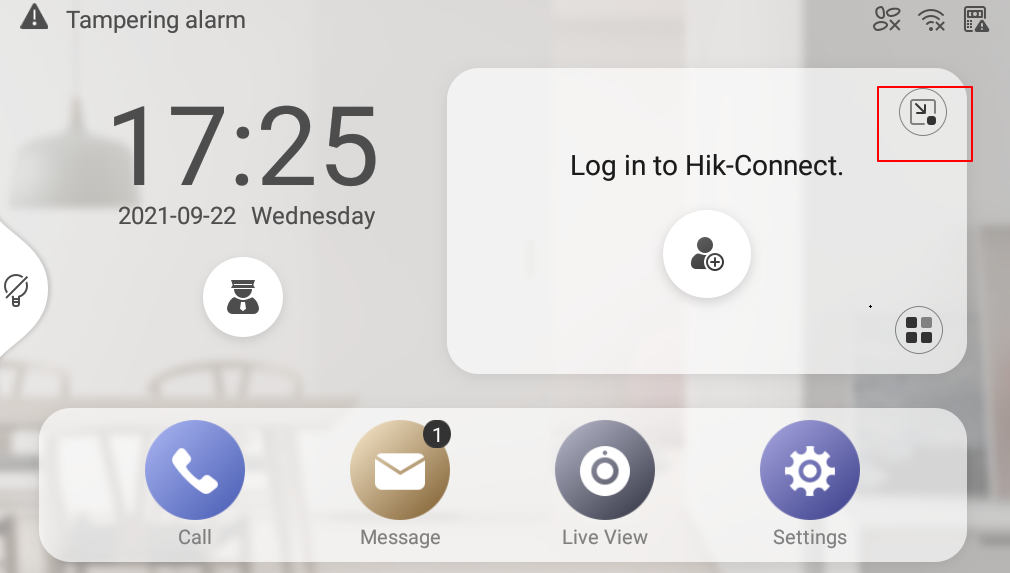 Tampering alarm
17:25
2021-09-22 Wednesday
Log in to Hik-Connect.
1
Call
Message
Live View
Settings